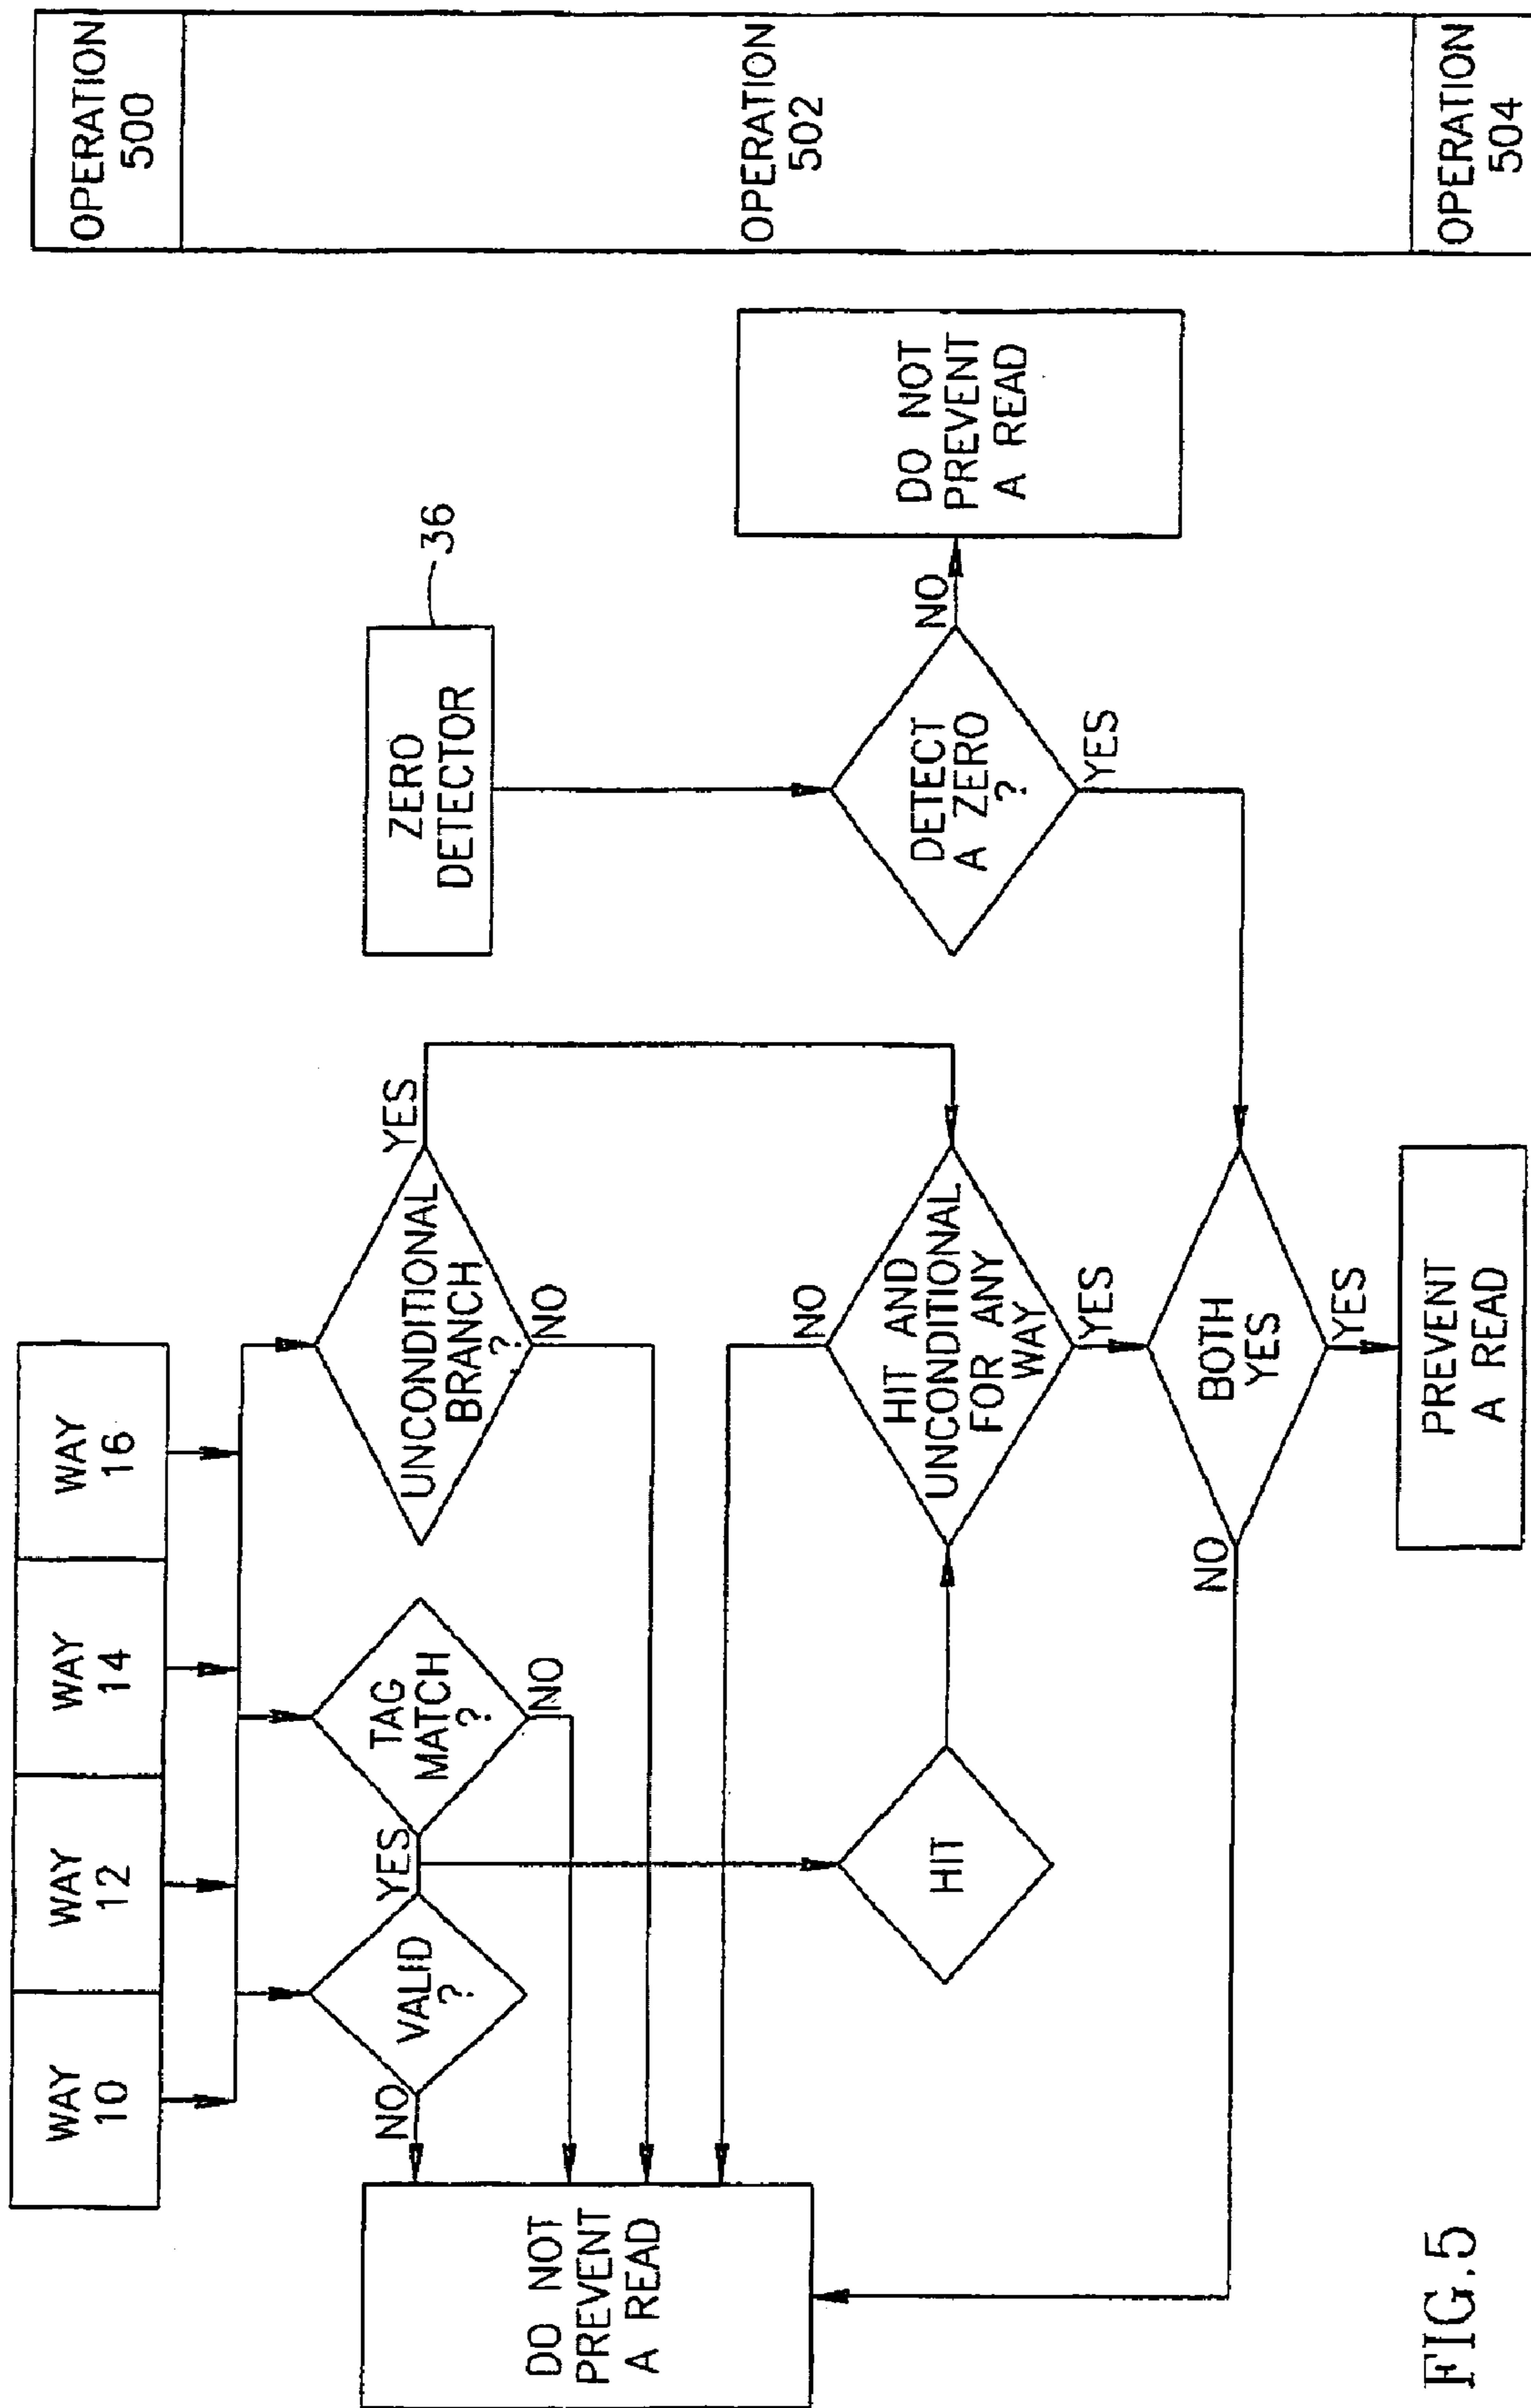 WAY
10
WAY
12
WAY
14
WAY
16
OPERATION
500
ZERO
DETECTOR
36
VALID
?
NO
YES
TAG
MATCH
?
NO
UNCONDITIONAL
BRANCH
?
YES
NO
DO NOT
PREVENT
A READ
HIT
HIT AND
UNCONDITIONAL
FOR ANY
WAY
NO
YES
DETECT
A ZERO
?
NO
YES
DO NOT
PREVENT
A READ
OPERATION
502
BOTH
YES
NO
YES
PREVENT
A READ
OPERATION
504
FIG.5